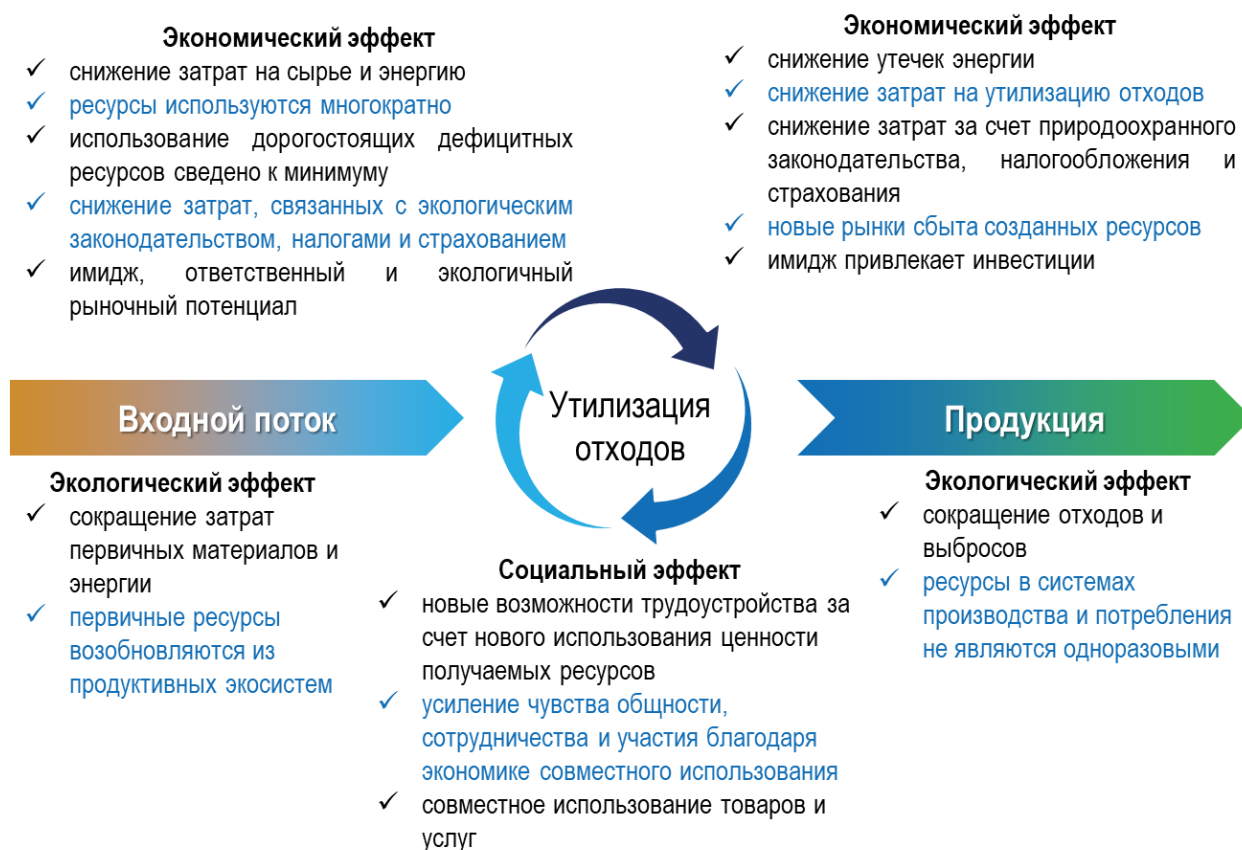 Экономический эффект
✓ снижение затрат на сырье и энергию
✓ ресурсы используются многократно
✓ использование дорогостоящих дефицитных
ресурсов сведено к минимуму
✓ снижение затрат, связанных с экологическим
законодательством, налогами и страхованием
✓ имидж, ответственный и экологичный
рыночный потенциал
Экономический эффект
✓ снижение утечек энергии
✓ снижение затрат на утилизацию отходов
✓ снижение затрат за счет природоохранного
законодательства, налогообложения и
страхования
✓ новые рынки сбыта созданных ресурсов
✓ имидж привлекает инвестиции
Входной поток
Утилизация
отходов
Продукция
Экологический эффект
✓ сокращение затрат
первичных материалов и
энергии
✓ первичные ресурсы
возобновляются из
продуктивных экосистем
Социальный эффект
✓ новые возможности трудоустройства за
счет нового использования ценности
получаемых ресурсов
✓ усиление чувства общности,
сотрудничества и участия благодаря
экономике совместного использования
✓ совместное использование товаров и
услуг
Экологический эффект
✓ сокращение отходов и
выбросов
✓ ресурсы в системах
производства и потребления
не являются одноразовыми